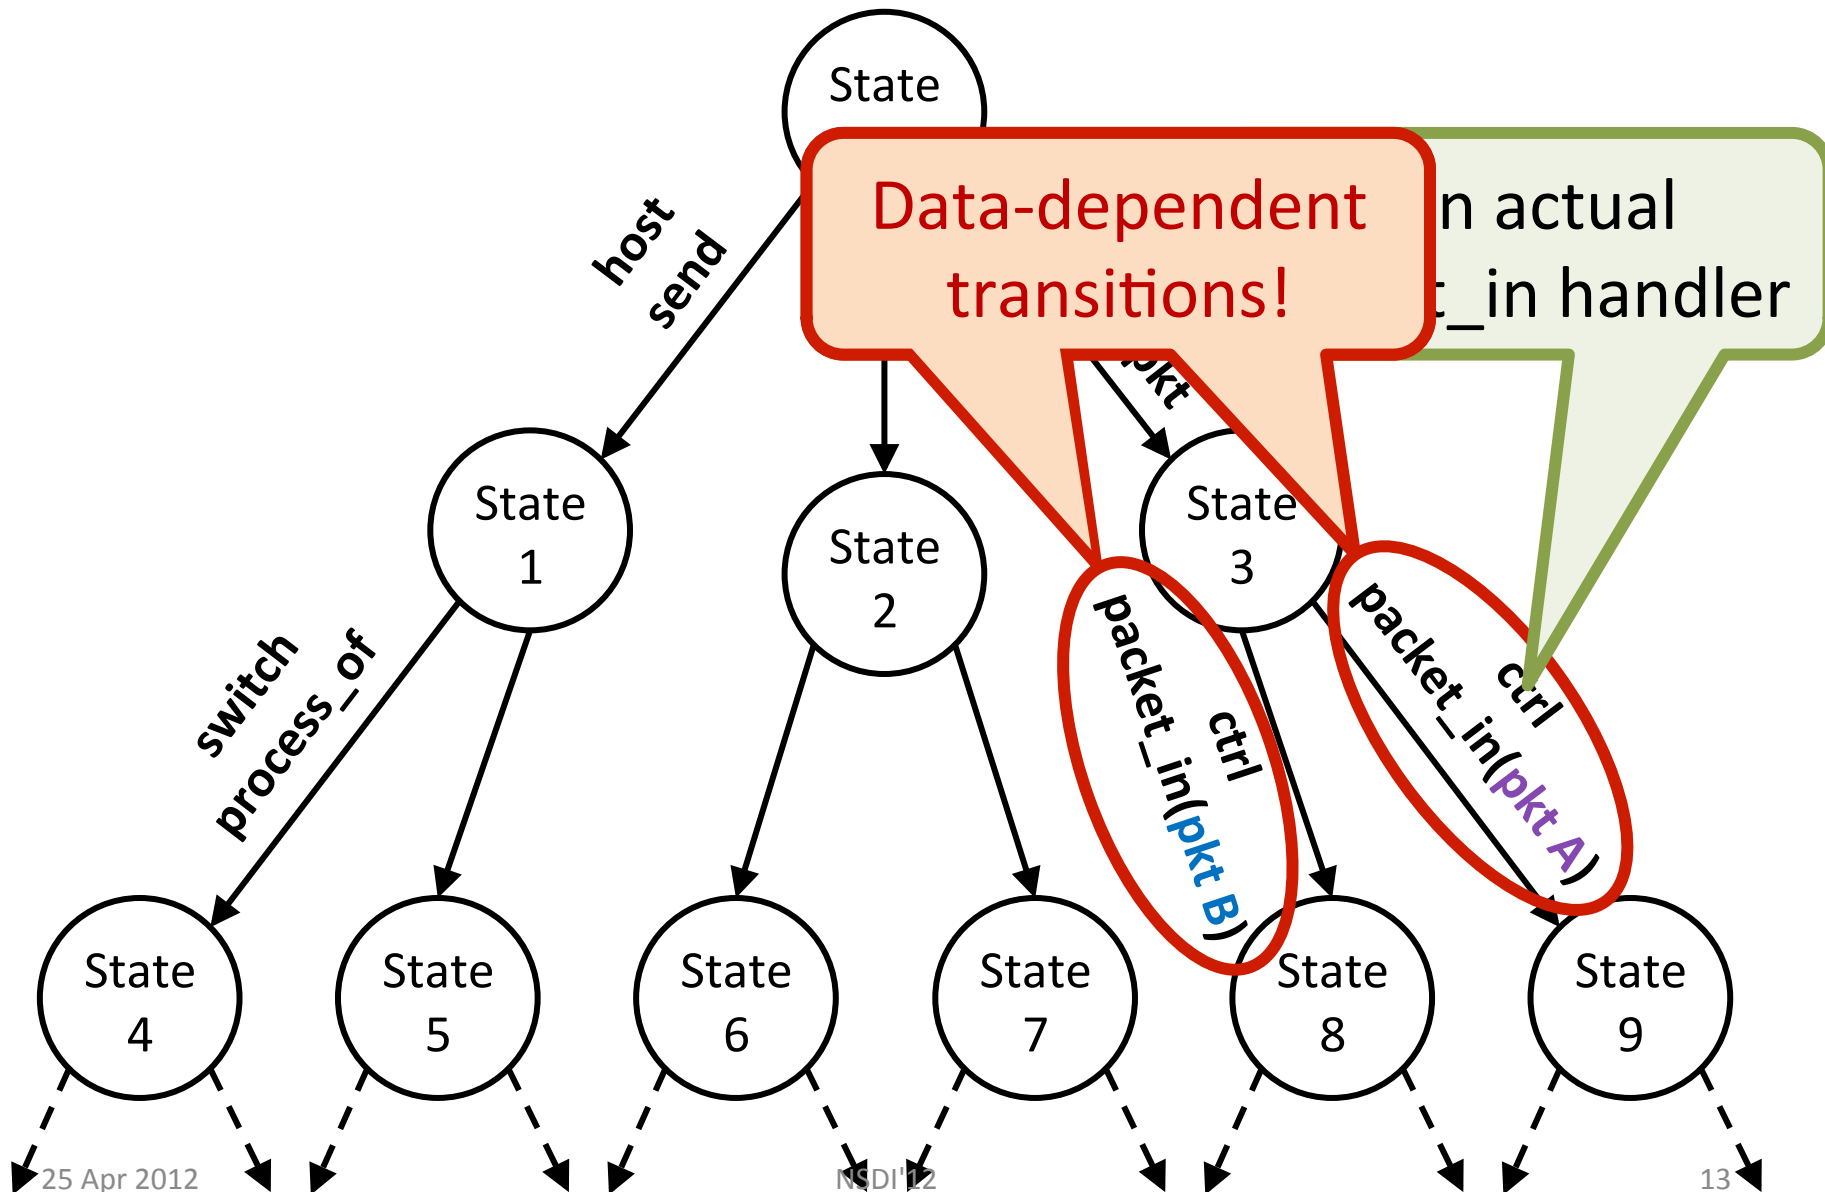 State
Data-dependent
transitions!
n actual
t_in handler
host
send
pkt
State
1
State
2
State
3
switch
process_of
ctrl
packet_in(pkt B)
ctrl
packet_in(pkt A)
State
4
State
5
State
6
State
7
State
8
State
9
25 Apr 2012
NSDI'12
13